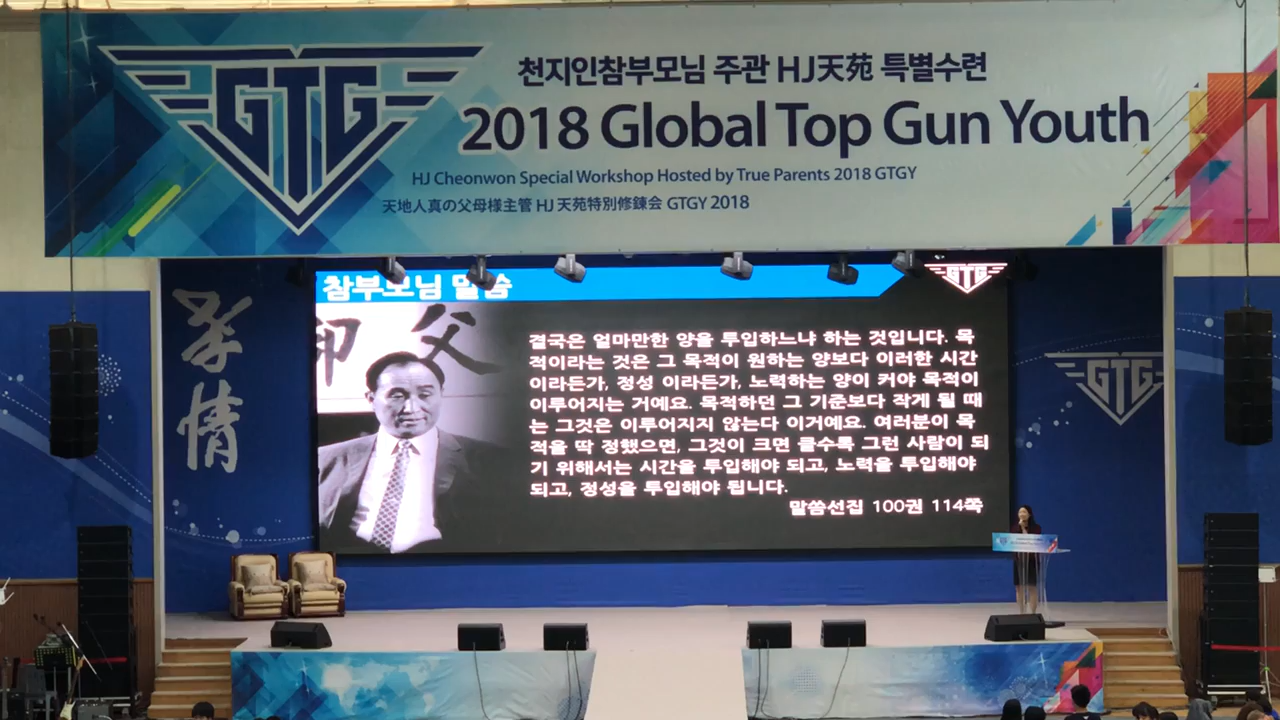 GTG
천지인참부모님 주관 HJ天苑 특별수련
2018 Global Top Gun Youth
HJ Cheonwon Special Workshop Hosted by True Parents 2018 GTGY
天地人真の父母様主管 HJ 天苑特別修錬会 GTGY 2018
참부모님 말씀
GTG
父
결국은 얼마만한 양을 투입하느냐 하는 것입니다. 목
적이라는 것은 그 목적이 원하는 양보다 이러한 시간
이라든가, 정성 이라든가, 노력하는 양이 커야 목적이
이루어지는 거예요. 목적하던 그 기준보다 작게 될 때
는 그것은 이루어지지 않는다 이거예요. 여러분이 목
적을 딱 정했으면, 그것이 크면 클수록 그런 사람이 되
기 위해서는 시간을 투입해야 되고, 노력을 투입해야
되고, 정성을 투입해야 됩니다.
말씀선집 100권 114쪽
孝情
GTG